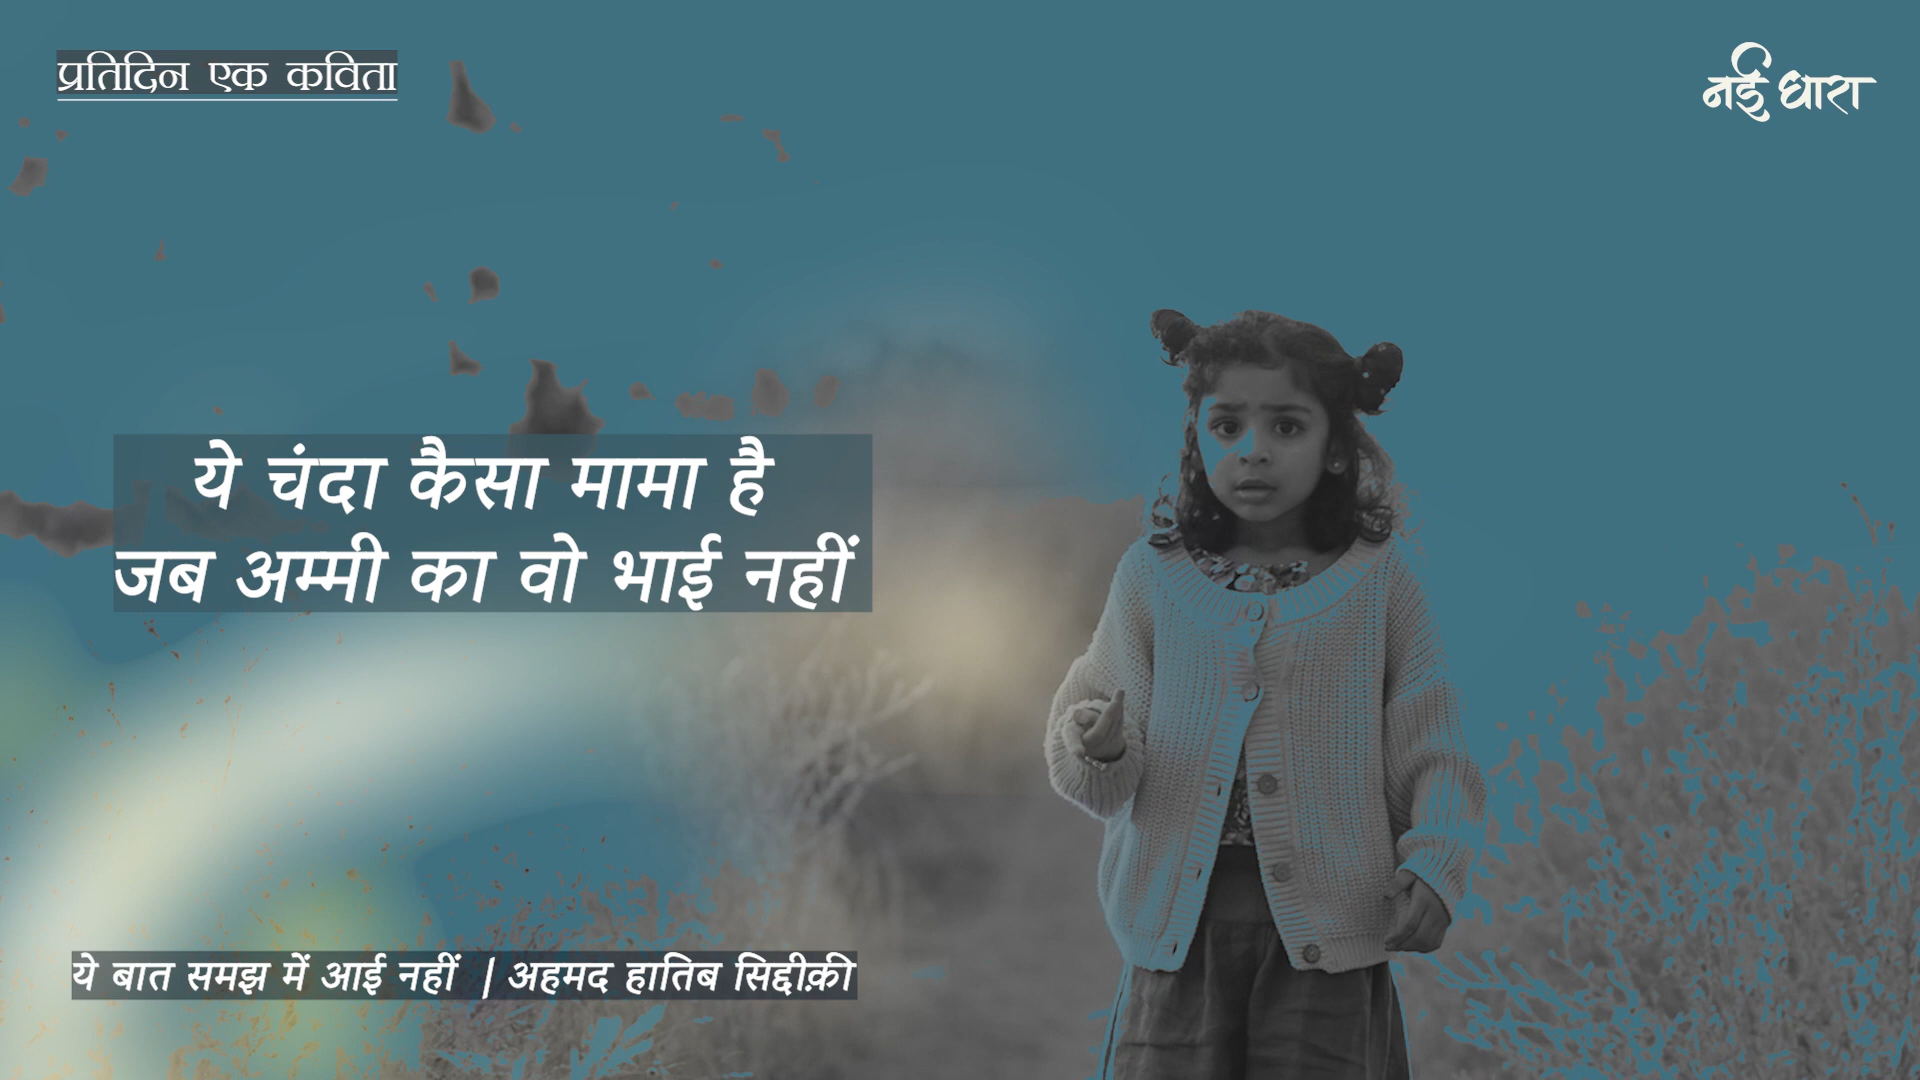 प्रतिदिन एक कविता
नई धारा
ये चंदा कैसा मामा है
जब अम्मी का वो भाई नहीं
ये बात समझ में आई नहीं | अहमद हातिब सिद्दीक़ी